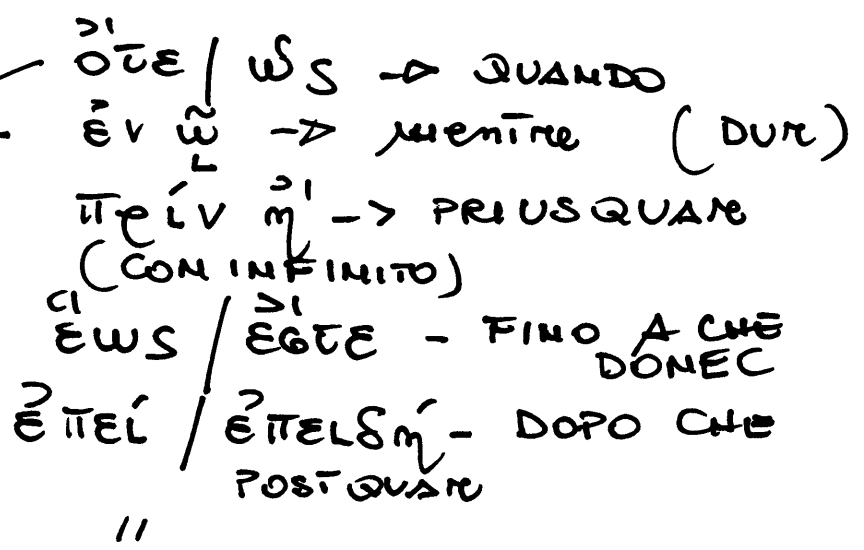 ὄτε / ὡς → QUANDO
ἐν ᾧ → mentre (DUR)
πρίν ἤ -> PRIUSQUAM
(CON INFINITO)
ἕως / ἔστε - FINO A CHE
DONEC
ἐπεί / ἐπειδή - DOPO CHE
POSTQUAM
"